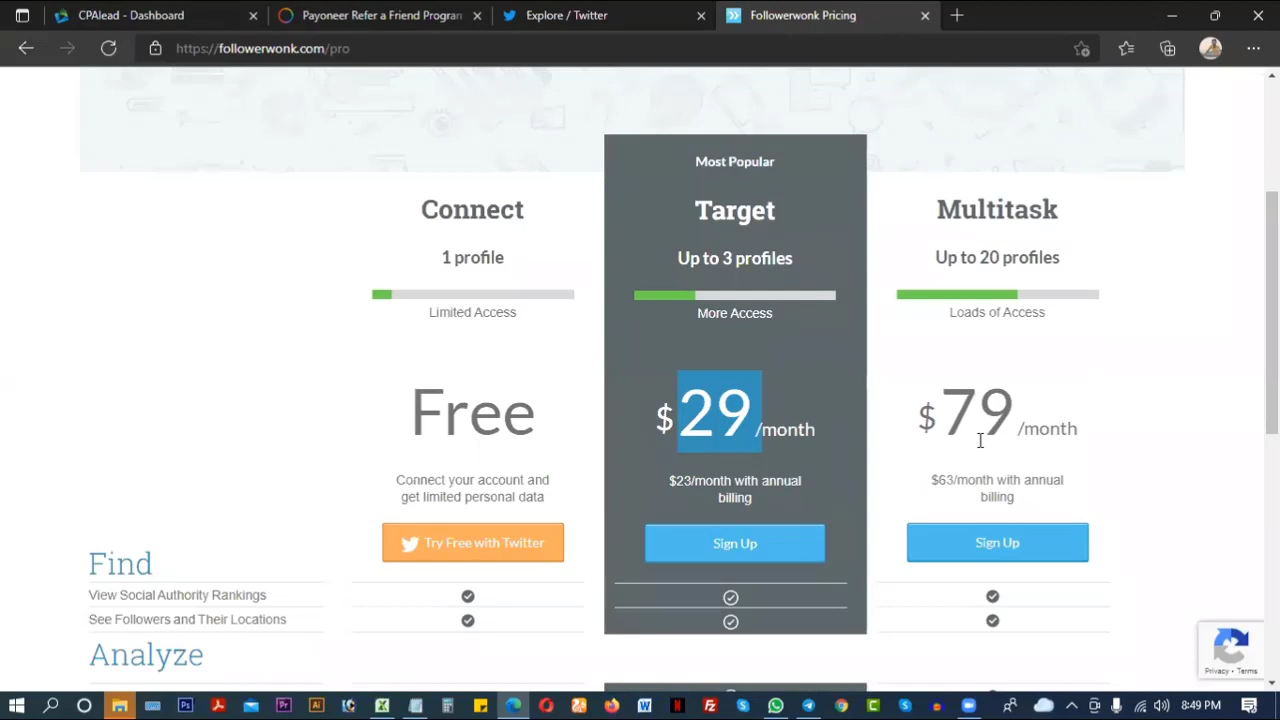 CPAlead - Dashboard
Payoneer Refer a Friend Program
Explore / Twitter
Followerwonk Pricing
https://followerwonk.com/pro
Most Popular
Connect
Target
Multitask
1 profile
Up to 3 profiles
Up to 20 profiles
Limited Access
More Access
Loads of Access
Free
$29/month
$79/month
Connect your account and
get limited personal data
$23/month with annual
billing
$63/month with annual
billing
Try Free with Twitter
Sign Up
Sign Up
Find
View Social Authority Rankings
See Followers and Their Locations
Analyze
Privacy - Terms
8:49 PM